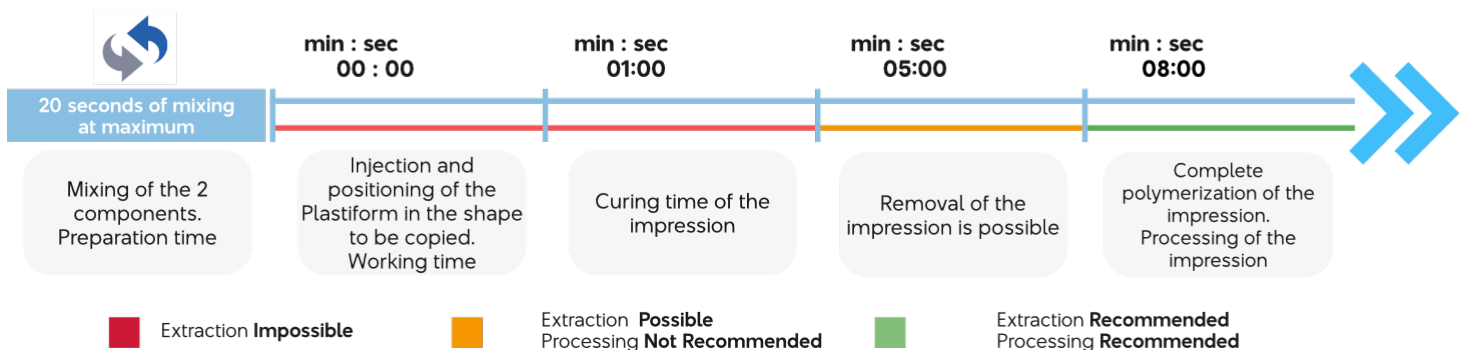 min : sec
00 : 00
min : sec
01:00
min : sec
05:00
min : sec
08:00
20 seconds of mixing
at maximum
Mixing of the 2
components.
Preparation time
Injection and
positioning of the
Plastiform in the shape
to be copied.
Working time
Curing time of the
impression
Removal of the
impression is possible
Complete
polymerization of the
impression.
Processing of the
impression
Extraction Impossible
Extraction Possible
Processing Not Recommended
Extraction Recommended
Processing Recommended